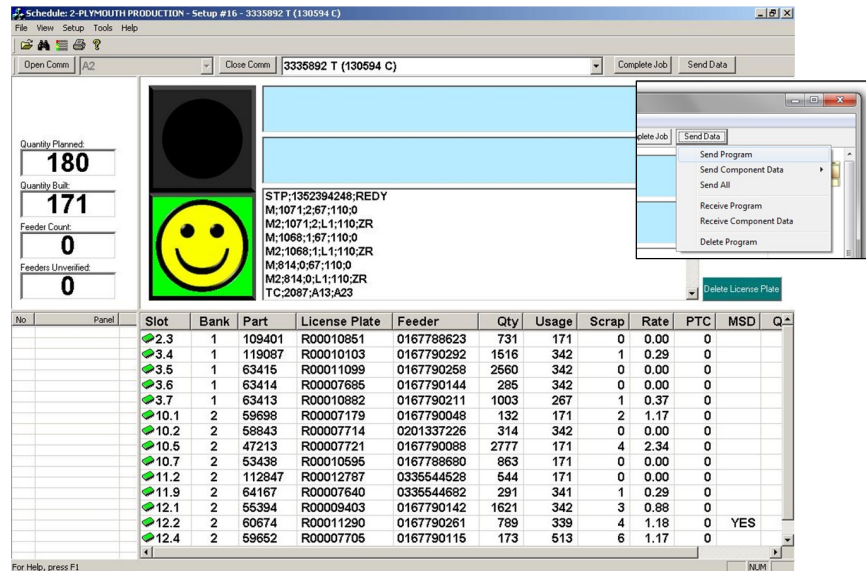 Schedule: 2-PLYMOUTH PRODUCTION - Setup #16 - 3335892 T (130594 C)
File View Setup Tools Help
Open Comm A2 Close Comm 3335892 T (130594 C) Complete Job Send Data
Quantity Planned:
180
Quantity Built:
171
Feeder Count:
0
Feeders Unverified:
0
STP;1352394248;REDY
M;1071;2;67;110;0
M2;1071;2;L1;110;ZR
M;1068;1;67;110;0
M2;1068;1;L1;110;ZR
M;814;0;67;110;0
M2;814;0;L1;110;ZR
TC;2087;A13;A23
plete Job Send Data
Send Program
Send Component Data
Send All
Receive Program
Receive Component Data
Delete Program
Delete License Plate
No Panel
Slot Bank Part License Plate Feeder Qty Usage Scrap Rate PTC MSD Q
2.3 1 109401 R00010851 0167788623 731 171 0 0.00 0
3.4 1 119087 R00010103 0167790292 1516 342 1 0.29 0
3.5 1 63415 R00011099 0167790258 2560 342 0 0.00 0
3.6 1 63414 R00007685 0167790144 285 342 0 0.00 0
3.7 1 63413 R00010882 0167790211 1003 267 1 0.37 0
10.1 2 59698 R00007179 0167790048 132 171 2 1.17 0
10.2 2 58843 R00007714 0201337226 314 342 0 0.00 0
10.5 2 47213 R00007721 0167790088 2777 171 4 2.34 0
10.7 2 53438 R00010595 0167788680 863 171 0 0.00 0
11.2 2 112847 R00012787 0335544528 544 171 0 0.00 0
11.9 2 64167 R00007640 0335544682 291 341 1 0.29 0
12.1 2 55394 R00009403 0167790142 1621 342 3 0.88 0
12.2 2 60674 R00011290 0167790261 789 339 4 1.18 0 YES
12.4 2 59652 R00007705 0167790115 173 513 6 1.17 0
For Help, press F1
NUM